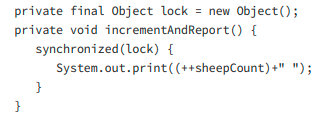 private final Object lock = new Object();
private void incrementAndReport() {
   synchronized(lock) {
      System.out.print((++sheepCount)+" ");
   }
}